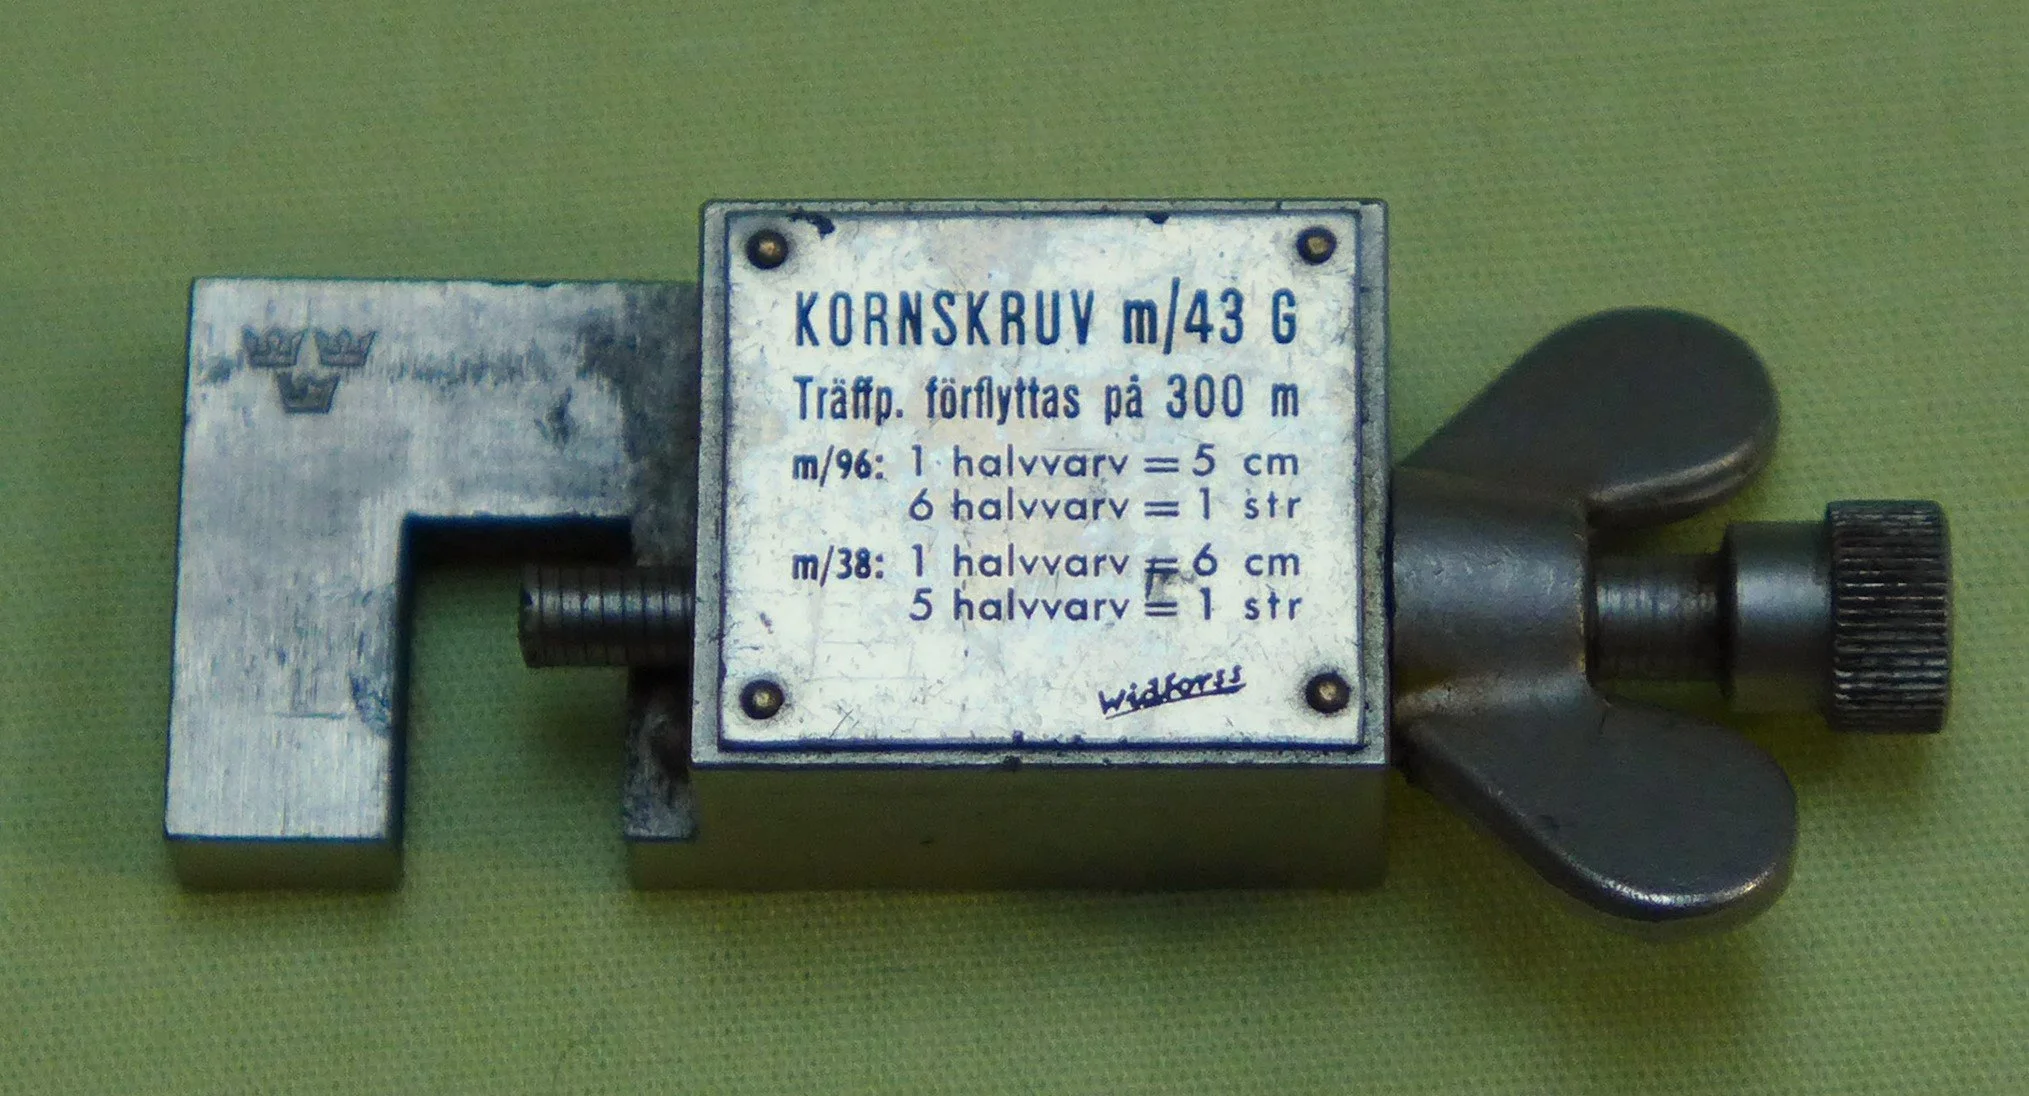 KORNSKRUV m/43 G
Träffp. förflyttas på 300 m
m/96: 1 halvvarv = 5 cm
6 halvvarv = 1 str
m/38: 1 halvvarv = 6 cm
5 halvvarv = 1 str
Widforss